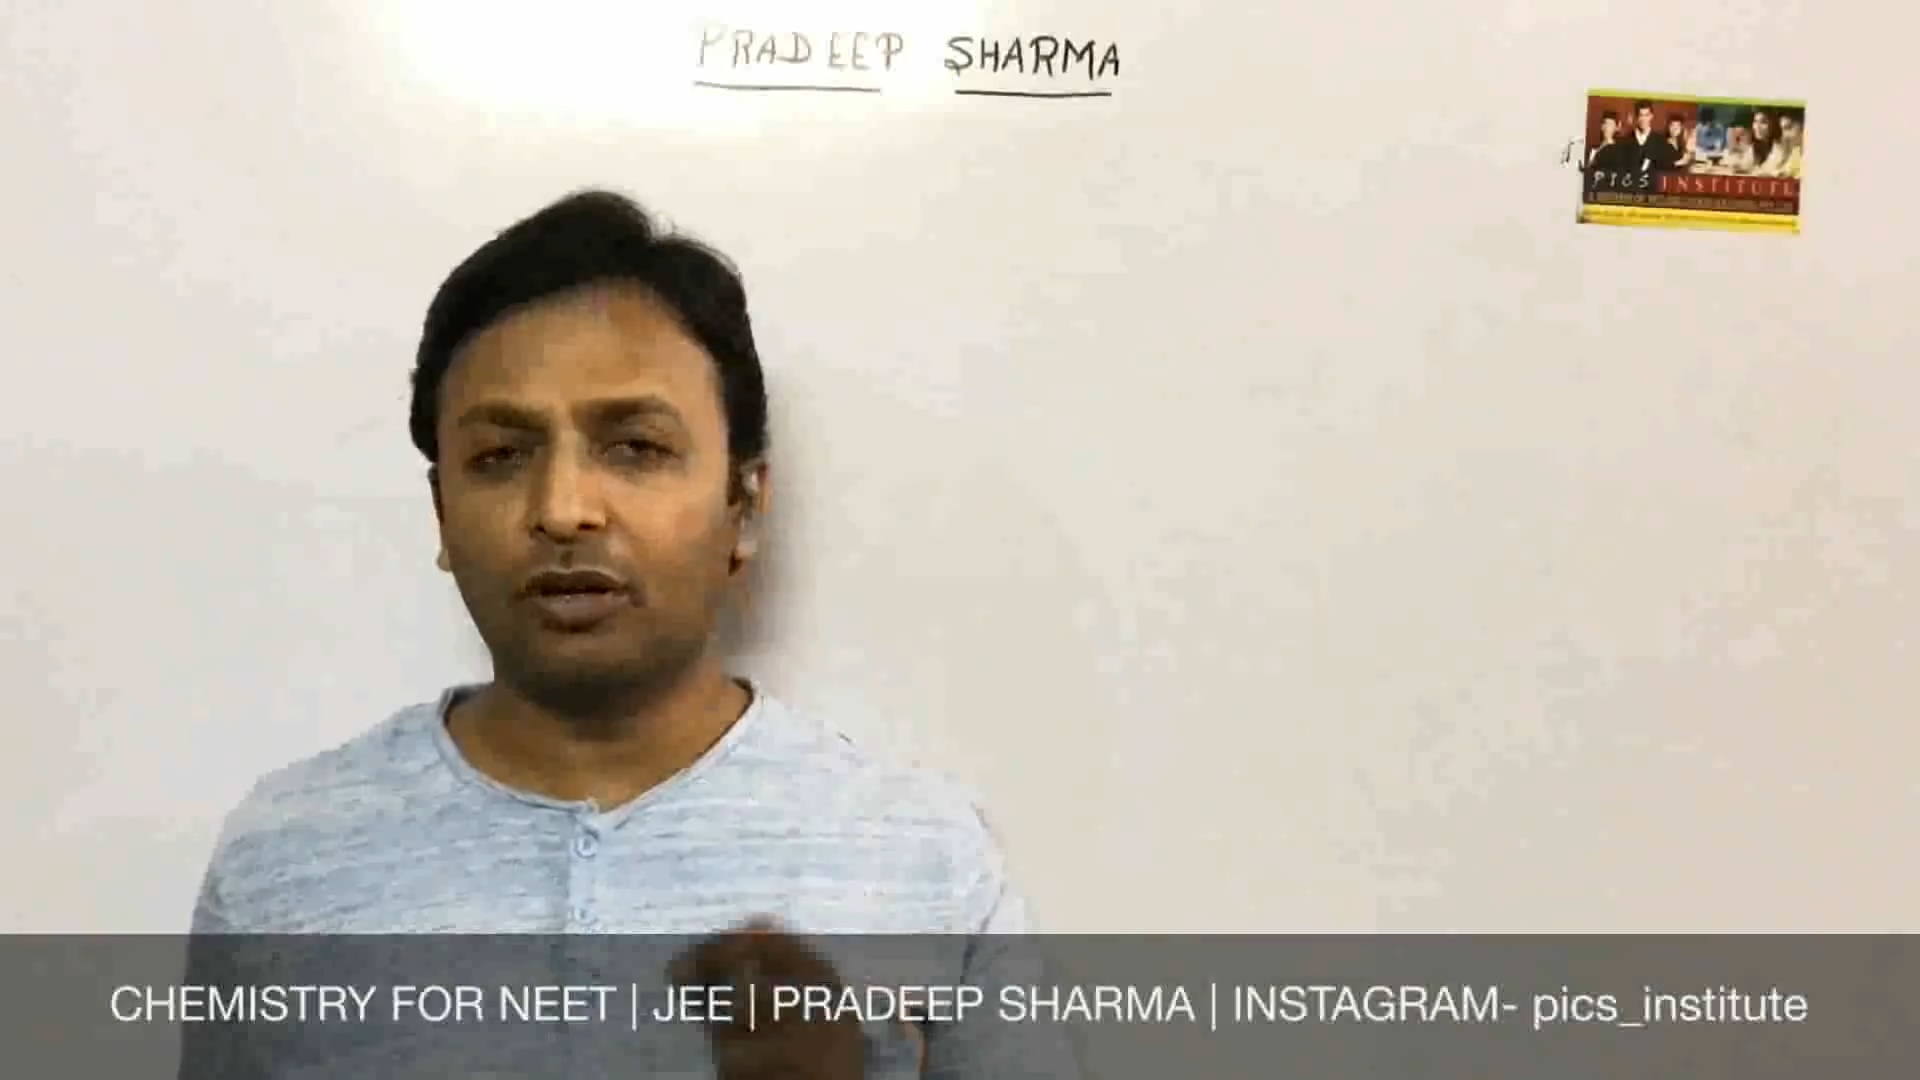 PRADEEP SHARMA
PICS INSTITUTE
CHEMISTRY FOR NEET | JEE | PRADEEP SHARMA | INSTAGRAM- pics_institute